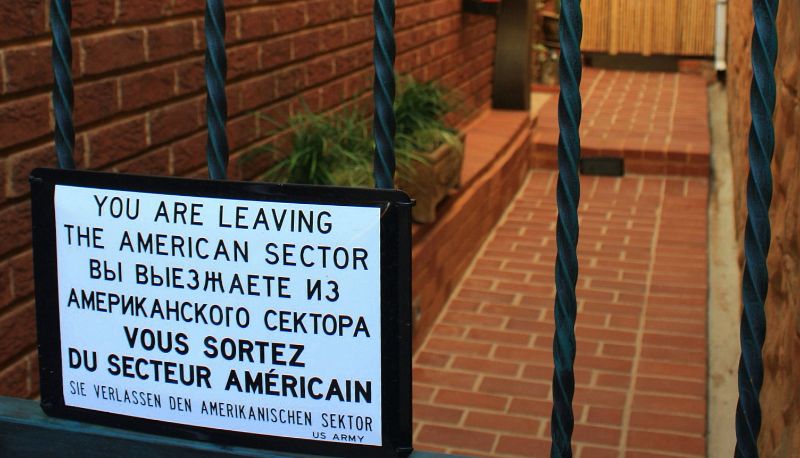 YOU ARE LEAVING
THE AMERICAN SECTOR
ВЫ ВЫЕЗЖАЕТЕ ИЗ
АМЕРИКАНСКОГО СЕКТОРА
VOUS SORTEZ
DU SECTEUR AMÉRICAIN
SIE VERLASSEN DEN AMERIKANISCHEN SEKTOR
US ARMY